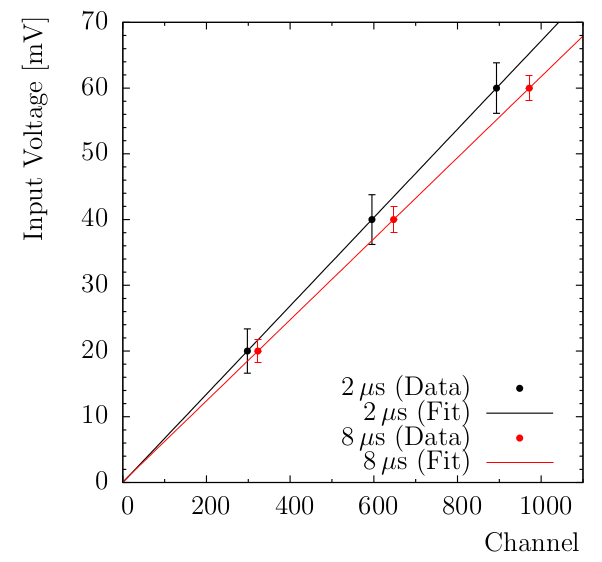 Input Voltage [mV]
70
60
50
40
30
20
10
0
2 μs (Data)
2 μs (Fit)
8 μs (Data)
8 μs (Fit)
0 200 400 600 800 1000
Channel